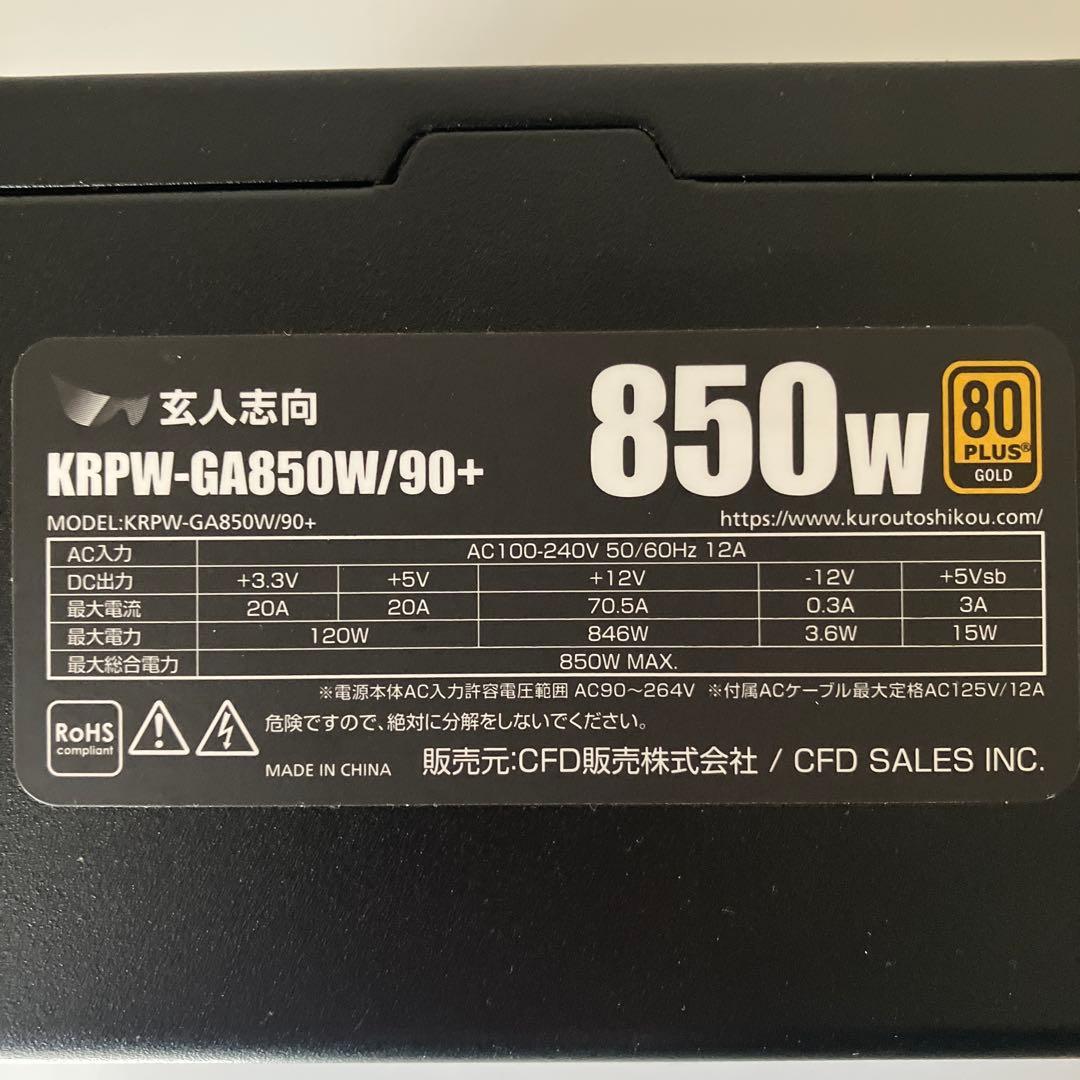 玄人志向
850W
80 PLUS® GOLD
KRPW-GA850W/90+
MODEL:KRPW-GA850W/90+
https://www.kuroutoshikou.com/
AC入力 AC100-240V 50/60Hz 12A
DC出力 +3.3V +5V +12V -12V +5Vsb
最大電流 20A 20A 70.5A 0.3A 3A
最大電力 120W 846W 3.6W 15W
最大総合電力 850W MAX.
※電源本体AC入力許容電圧範囲 AC90～264V ※付属ACケーブル最大定格AC125V/12A
RoHS
compliant
危険ですので、絶対に分解をしないでください。
MADE IN CHINA
販売元:CFD販売株式会社 / CFD SALES INC.